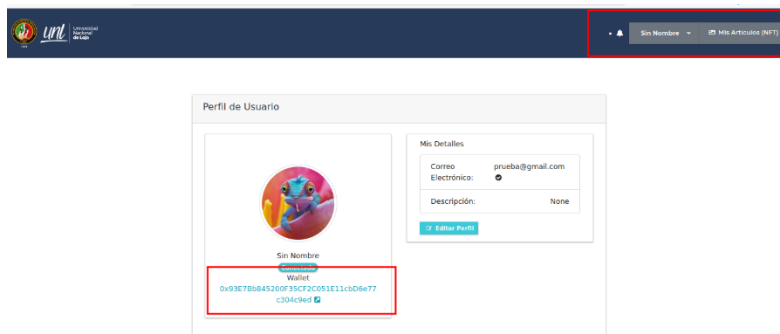 unl Universidad
Nacional
de Loja
Sin Nombre
Mis Articulos (NFT)
Perfil de Usuario
Sin Nombre
Wallet
0x93E7Bb845200F35CF2C051E11cbD6e77
c304c9ed
Mis Detalles
Correo prueba@gmail.com
Electrónico:
Descripción: None
Editar Perfil